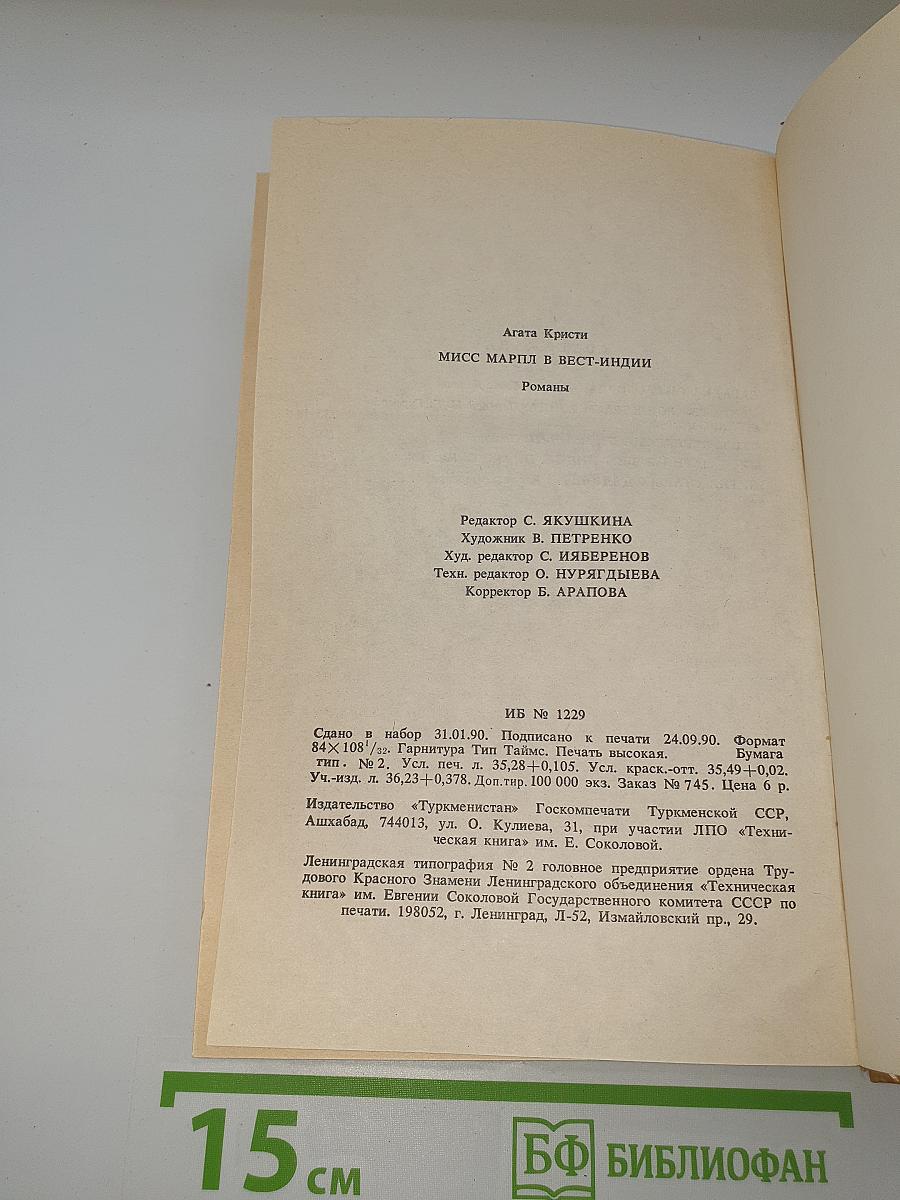 Агата Кристи
МИСС МАРПЛ В ВЕСТ-ИНДИИ
Романы
Редактор С. ЯКУШКИНА
Художник В. ПЕТРЕНКО
Худ. редактор С. ИЯБЕРЕНОВ
Техн. редактор О. НУРЯГДЫЕВА
Корректор Б. АРАПОВА
ИБ № 1229
Сдано в набор 31.01.90. Подписано к печати 24.09.90. Формат
84×108¹/₃₂. Гарнитура Тип Таймс. Печать высокая. Бумага
тип. №2. Усл. печ. л. 35,28+0,105. Усл. краск.-отт. 35,49+0,02.
Уч.-изд. л. 36,23+0,378. Доп.тир. 100 000 экз. Заказ №745. Цена 6 р.
Издательство «Туркменистан» Госкомпечати Туркменской ССР,
Ашхабад, 744013, ул. О. Кулиева, 31, при участии ЛПО «Техни-
ческая книга» им. Е. Соколовой.
Ленинградская типография № 2 головное предприятие ордена Тру-
дового Красного Знамени Ленинградского объединения «Техническая
книга» им. Евгении Соколовой Государственного комитета СССР по
печати. 198052, г. Ленинград, Л-52, Измайловский пр., 29.
15 см
БФ БИБЛИОФАН